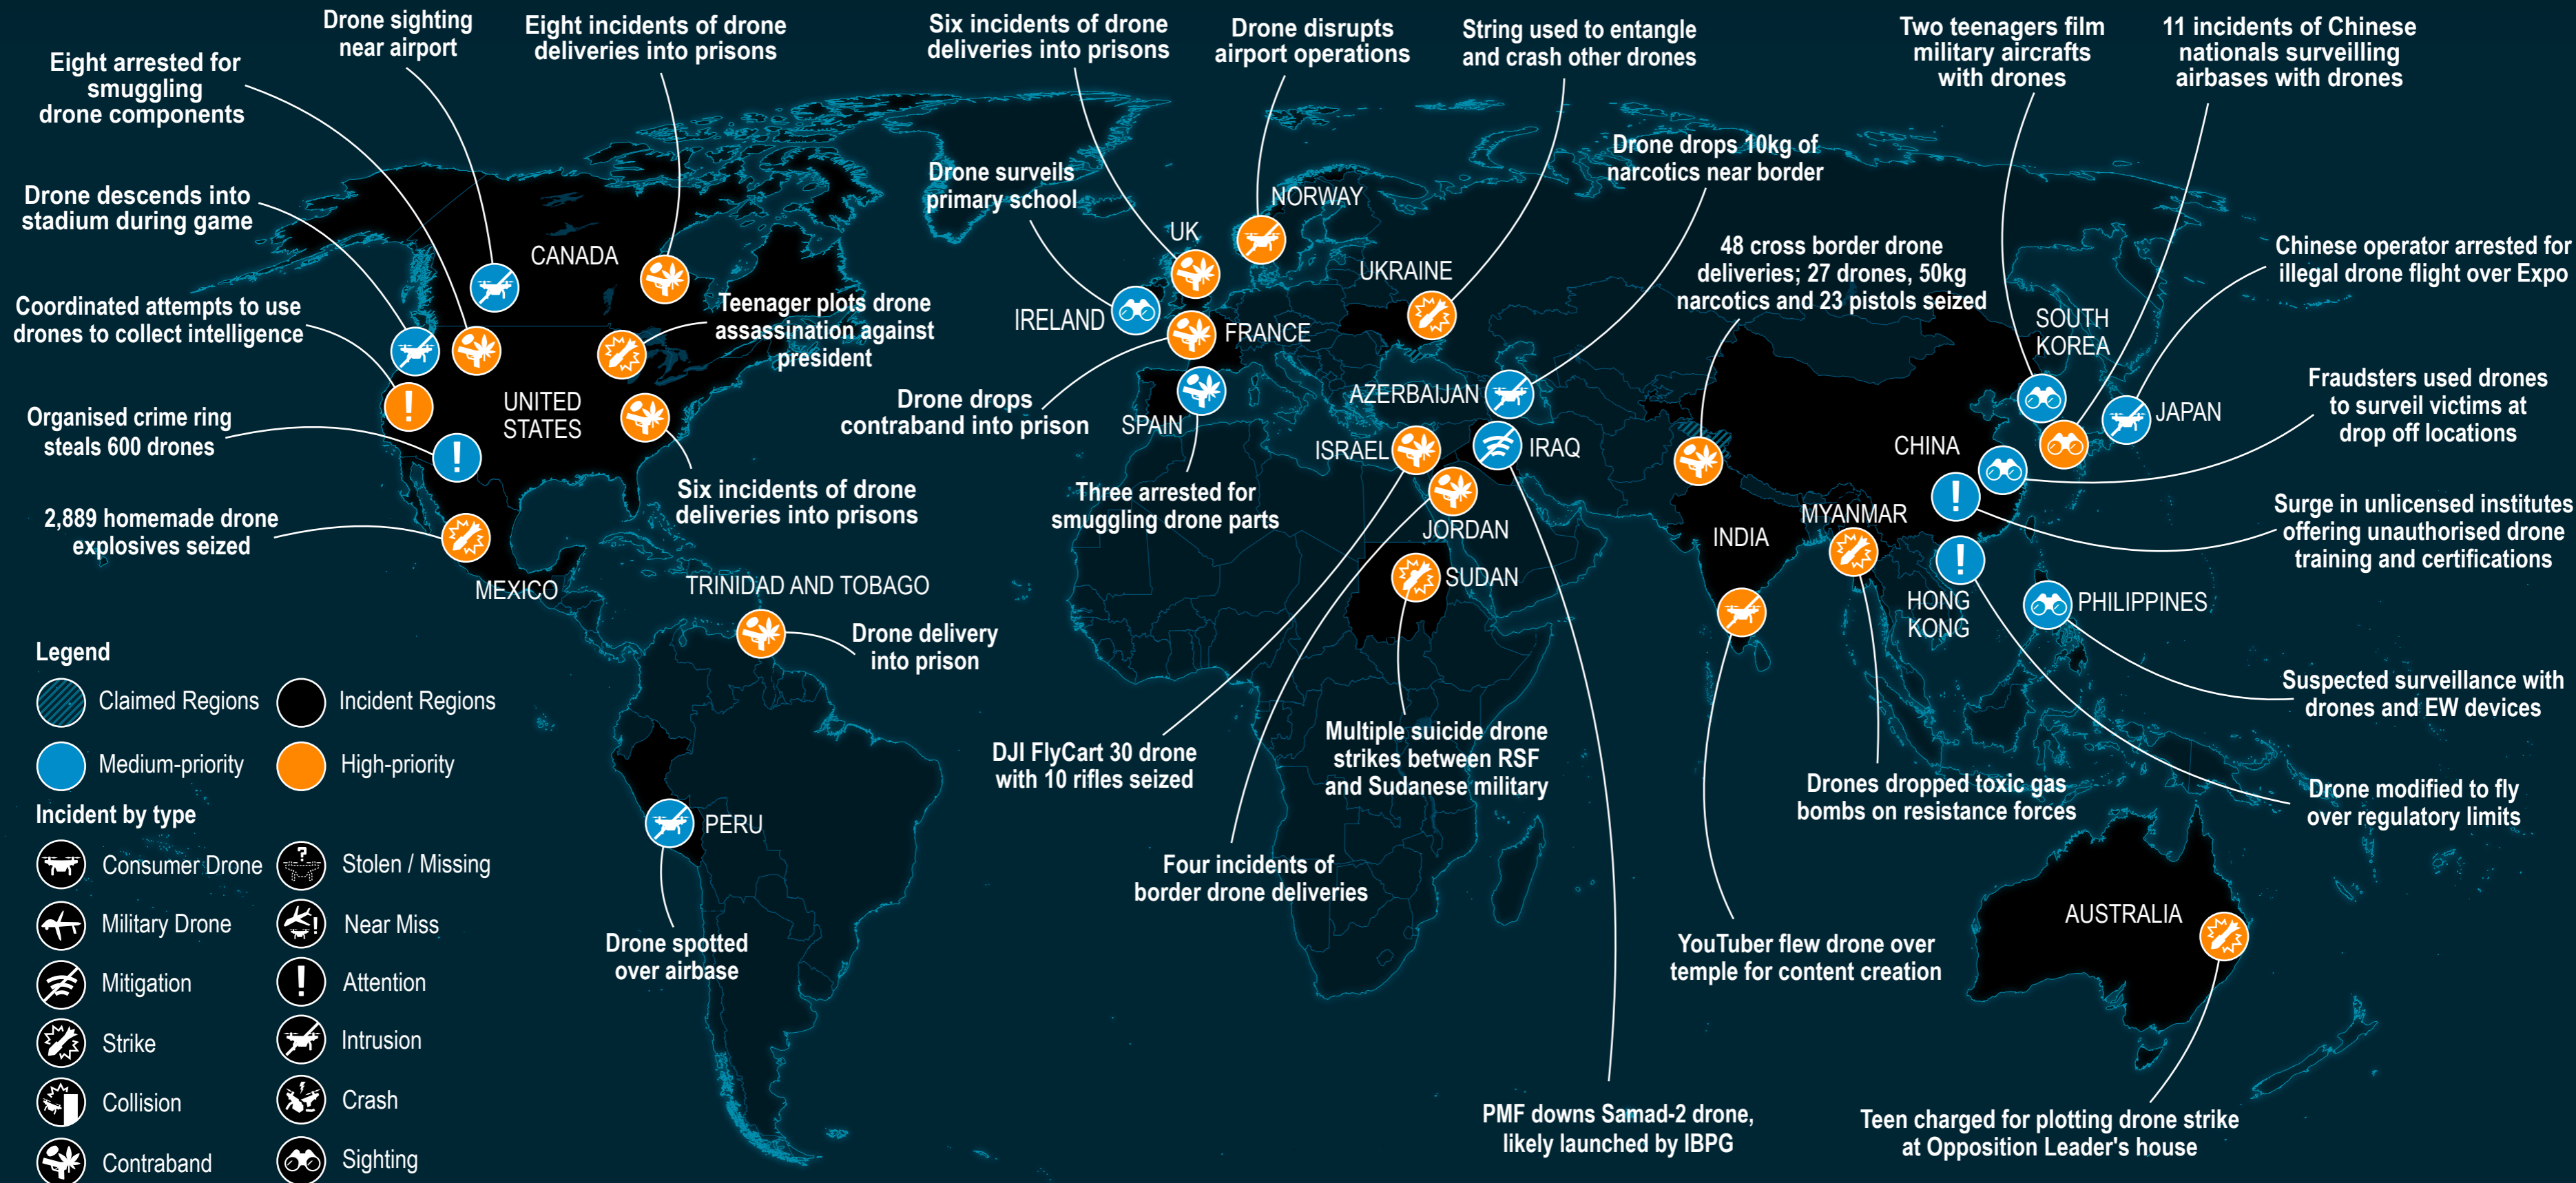 Drone sighting
near airport
Eight incidents of drone
deliveries into prisons
Six incidents of drone
deliveries into prisons
Drone disrupts
airport operations
String used to entangle
and crash other drones
Two teenagers film
military aircrafts
with drones
11 incidents of Chinese
nationals surveilling
airbases with drones
Eight arrested for
smuggling
drone components
Drone drops 10kg of
narcotics near border
Drone surveils
primary school
Drone descends into
stadium during game
NORWAY
UK
CANADA
UKRAINE
48 cross border drone
deliveries; 27 drones, 50kg
narcotics and 23 pistols seized
Chinese operator arrested for
illegal drone flight over Expo
Coordinated attempts to use
drones to collect intelligence
Teenager plots drone
assassination against
president
IRELAND
FRANCE
SOUTH
KOREA
Organised crime ring
steals 600 drones
UNITED
STATES
Drone drops
contraband into prison
SPAIN
AZERBAIJAN
ISRAEL
IRAQ
CHINA
JAPAN
Fraudsters used drones
to surveil victims at
drop off locations
2,889 homemade drone
explosives seized
Six incidents of drone
deliveries into prisons
Three arrested for
smuggling drone parts
JORDAN
INDIA
MYANMAR
Surge in unlicensed institutes
offering unauthorised drone
training and certifications
MEXICO
TRINIDAD AND TOBAGO
SUDAN
HONG
KONG
PHILIPPINES
Drone delivery
into prison
Suspected surveillance with
drones and EW devices
DJI FlyCart 30 drone
with 10 rifles seized
Multiple suicide drone
strikes between RSF
and Sudanese military
Drones dropped toxic gas
bombs on resistance forces
Drone modified to fly
over regulatory limits
PERU
Four incidents of
border drone deliveries
AUSTRALIA
Drone spotted
over airbase
YouTuber flew drone over
temple for content creation
PMF downs Samad-2 drone,
likely launched by IBPG
Teen charged for plotting drone strike
at Opposition Leader's house
Legend
Claimed Regions
Incident Regions
Medium-priority
High-priority
Incident by type
Consumer Drone
Stolen / Missing
Military Drone
Near Miss
Mitigation
Attention
Strike
Intrusion
Collision
Crash
Contraband
Sighting